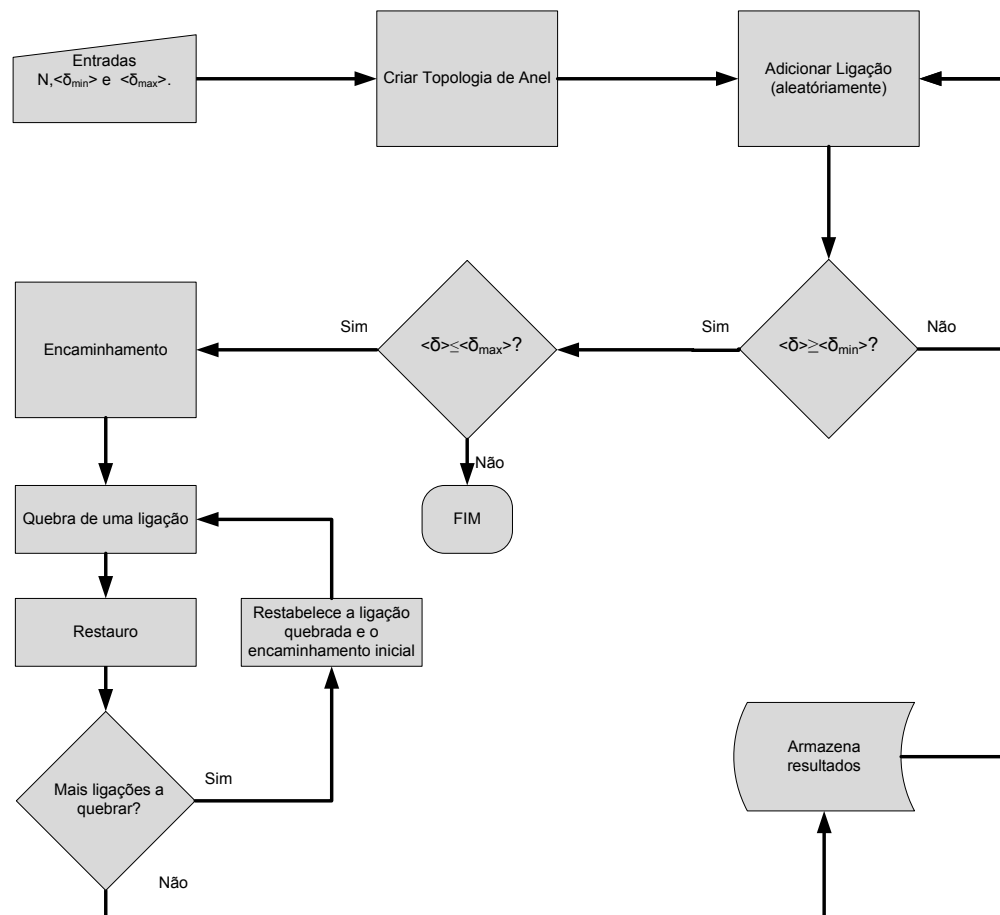 Entradas
N,<δmin> e <δmax>.
Criar Topologia de Anel
Adicionar Ligação
(aleatóriamente)
Encaminhamento
Sim
<δ>≤<δmax>?
Sim
<δ>≥<δmin>?
Não
Não
FIM
Quebra de uma ligação
Restauro
Restabelece a ligação
quebrada e o
encaminhamento inicial
Mais ligações a
quebrar?
Sim
Não
Armazena
resultados